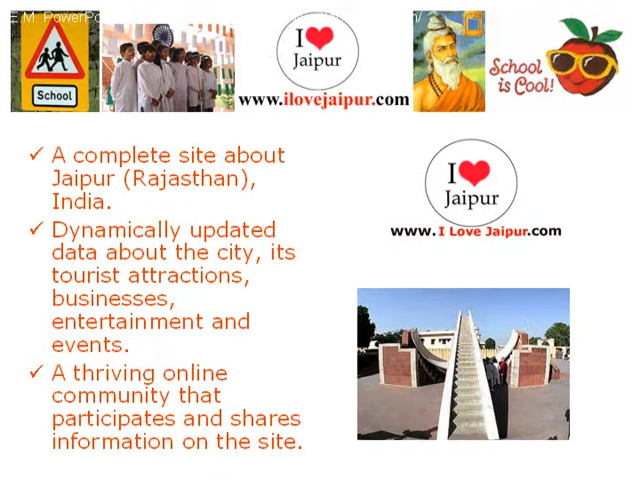 E.M. PowerPo
School
I
Jaipur
www.ilovejaipur.com
School
is Cool!
✓ A complete site about
Jaipur (Rajasthan),
India.
✓ Dynamically updated
data about the city, its
tourist attractions,
businesses,
entertainment and
events.
✓ A thriving online
community that
participates and shares
information on the site.
I
Jaipur
www.I Love Jaipur.com